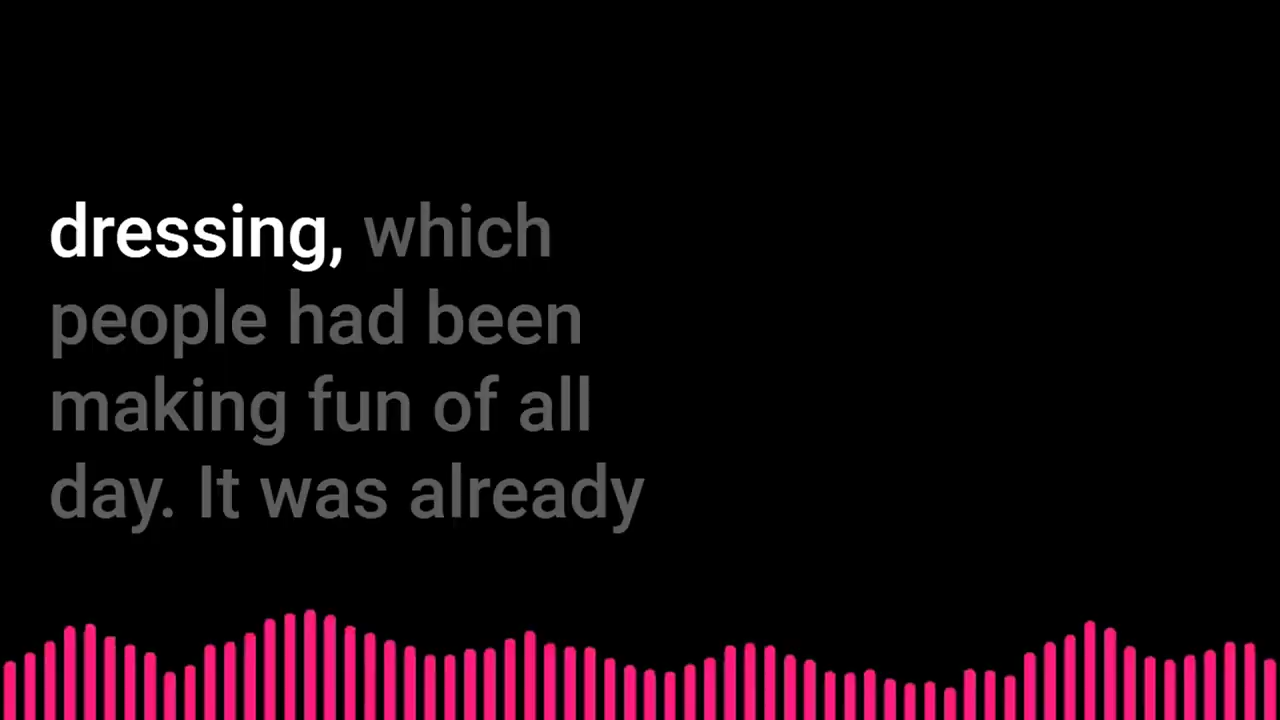 dressing, which
people had been
making fun of all
day. It was already